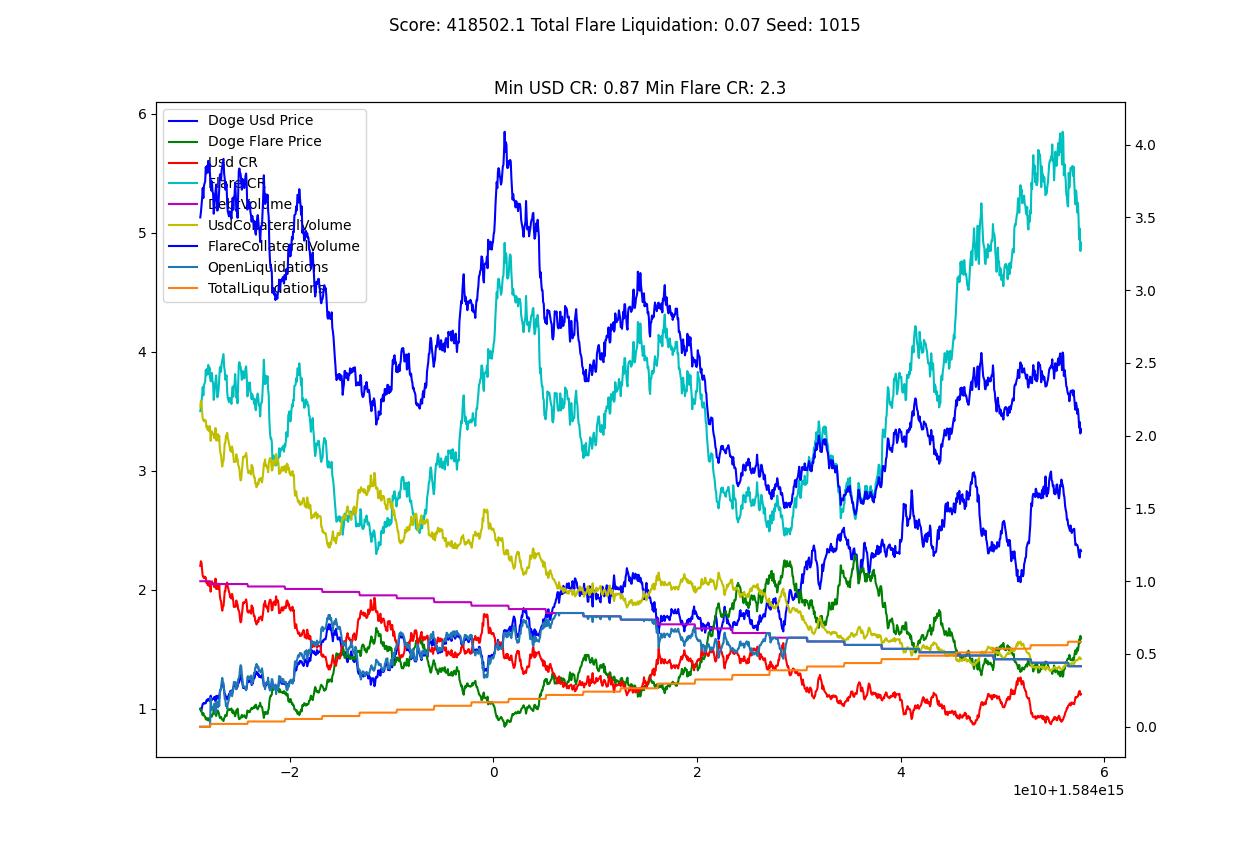 Score: 418502.1 Total Flare Liquidation: 0.07 Seed: 1015
Min USD CR: 0.87 Min Flare CR: 2.3
Doge Usd Price
Doge Flare Price
Usd CR
Flare CR
DebtVolume
UsdCollateralVolume
FlareCollateralVolume
OpenLiquidations
TotalLiquidations
6
5
4
3
2
1
4.0
3.5
3.0
2.5
2.0
1.5
1.0
0.5
0.0
−2
0
2
4
6
1e10+1.584e15